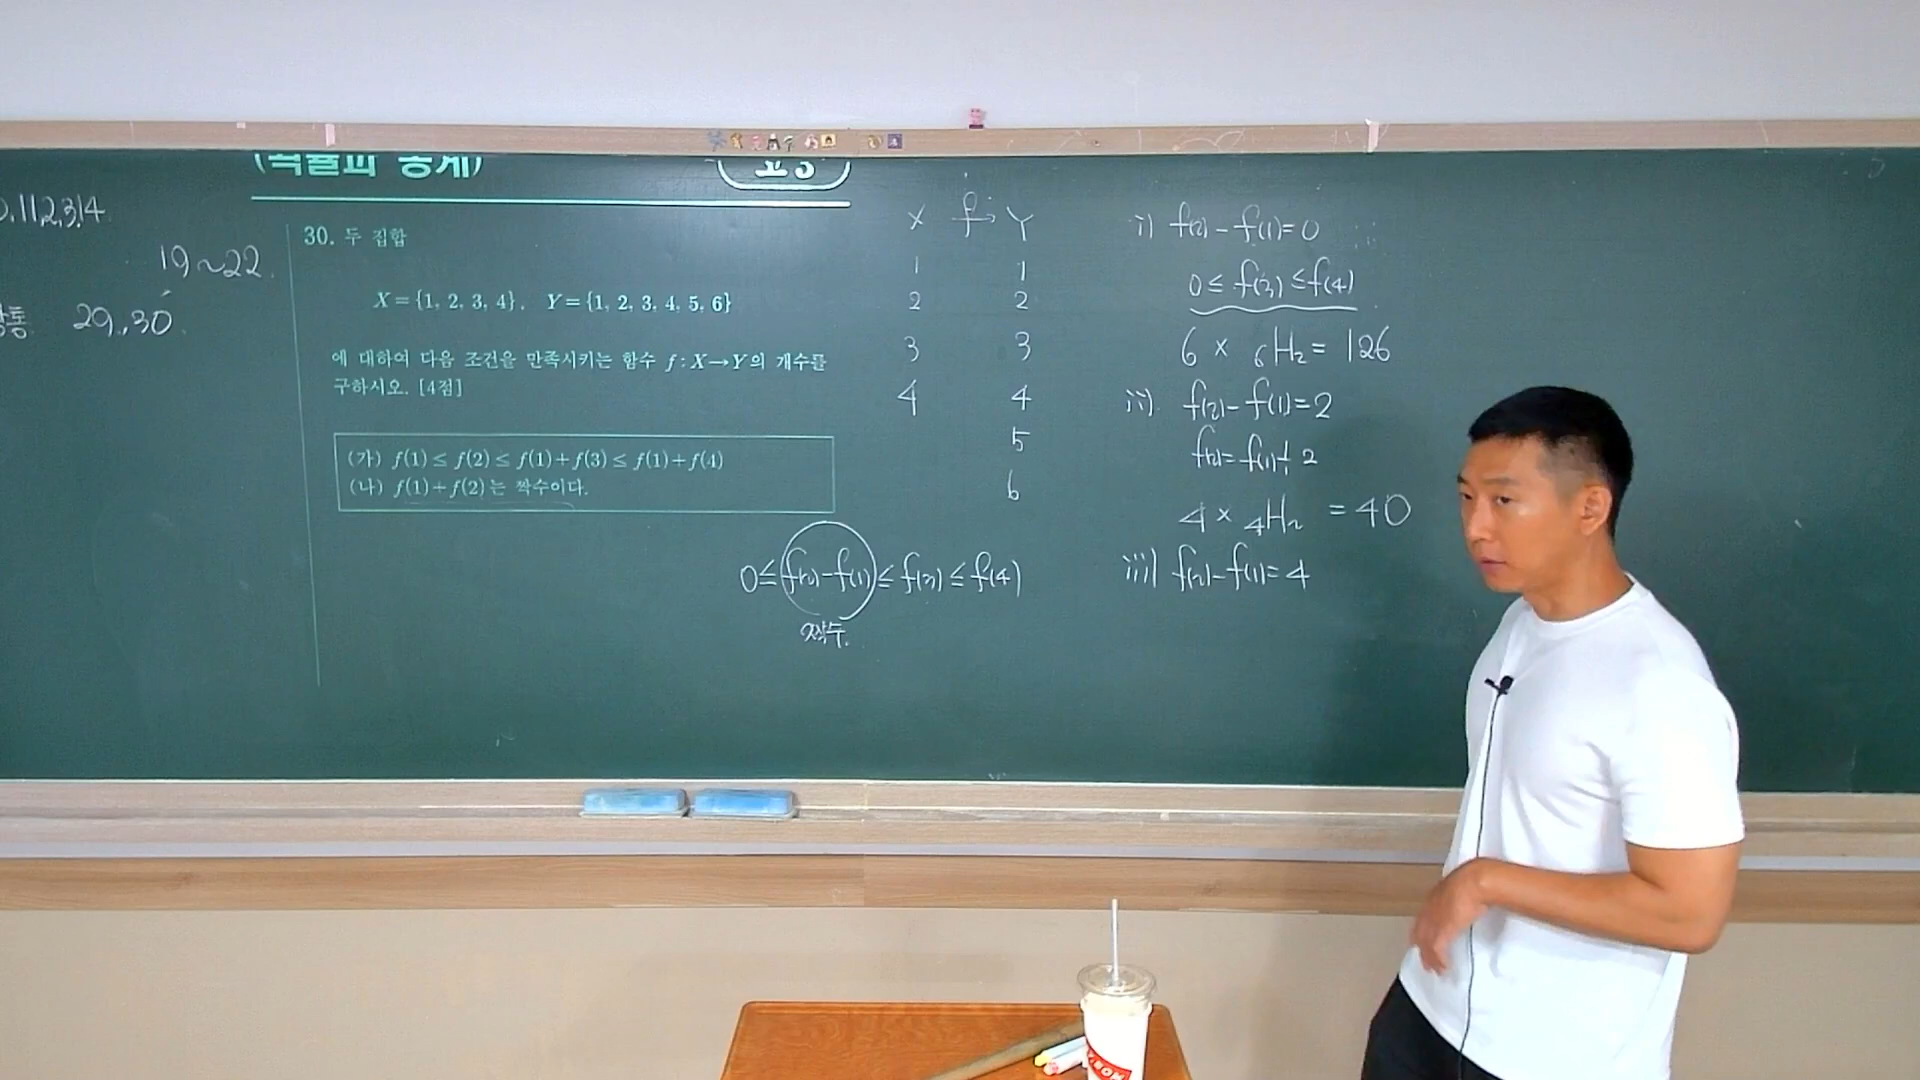 (확률과 통계)
고3
0,11,2,3,14
19~22
29,30
30. 두 집합
X={1, 2, 3, 4}, Y={1, 2, 3, 4, 5, 6}
에 대하여 다음 조건을 만족시키는 함수 f : X→Y의 개수를
구하시오. [4점]
(가) f(1) ≤ f(2) ≤ f(1)+f(3) ≤ f(1)+f(4)
(나) f(1)+f(2)는 짝수이다.
X f→ Y
1 1
2 2
3 3
4 4
5
6
0≤f(2)-f(1)≤f(3)≤f(4)
짝수.
i) f(2)-f(1)=0
0≤f(3)≤f(4)
6 × ₆H₂= 126
ii). f(2)-f(1)=2
f(2)=f(1)+2
4 × ₄H₂ =40
iii) f(2)-f(1)=4